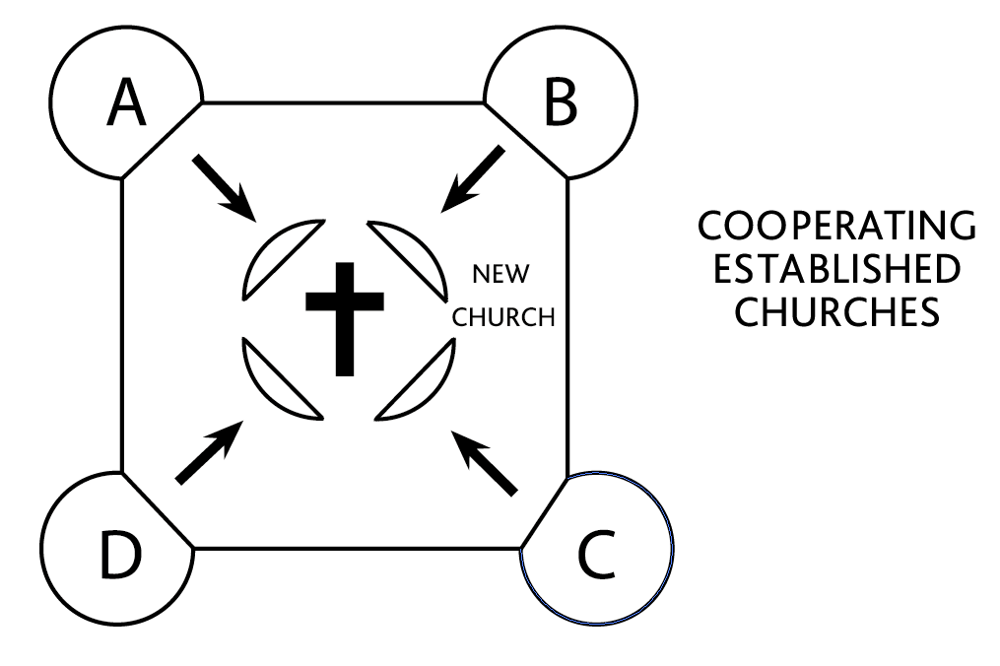 A
B
COOPERATING
ESTABLISHED
CHURCHES
NEW
CHURCH
D
C